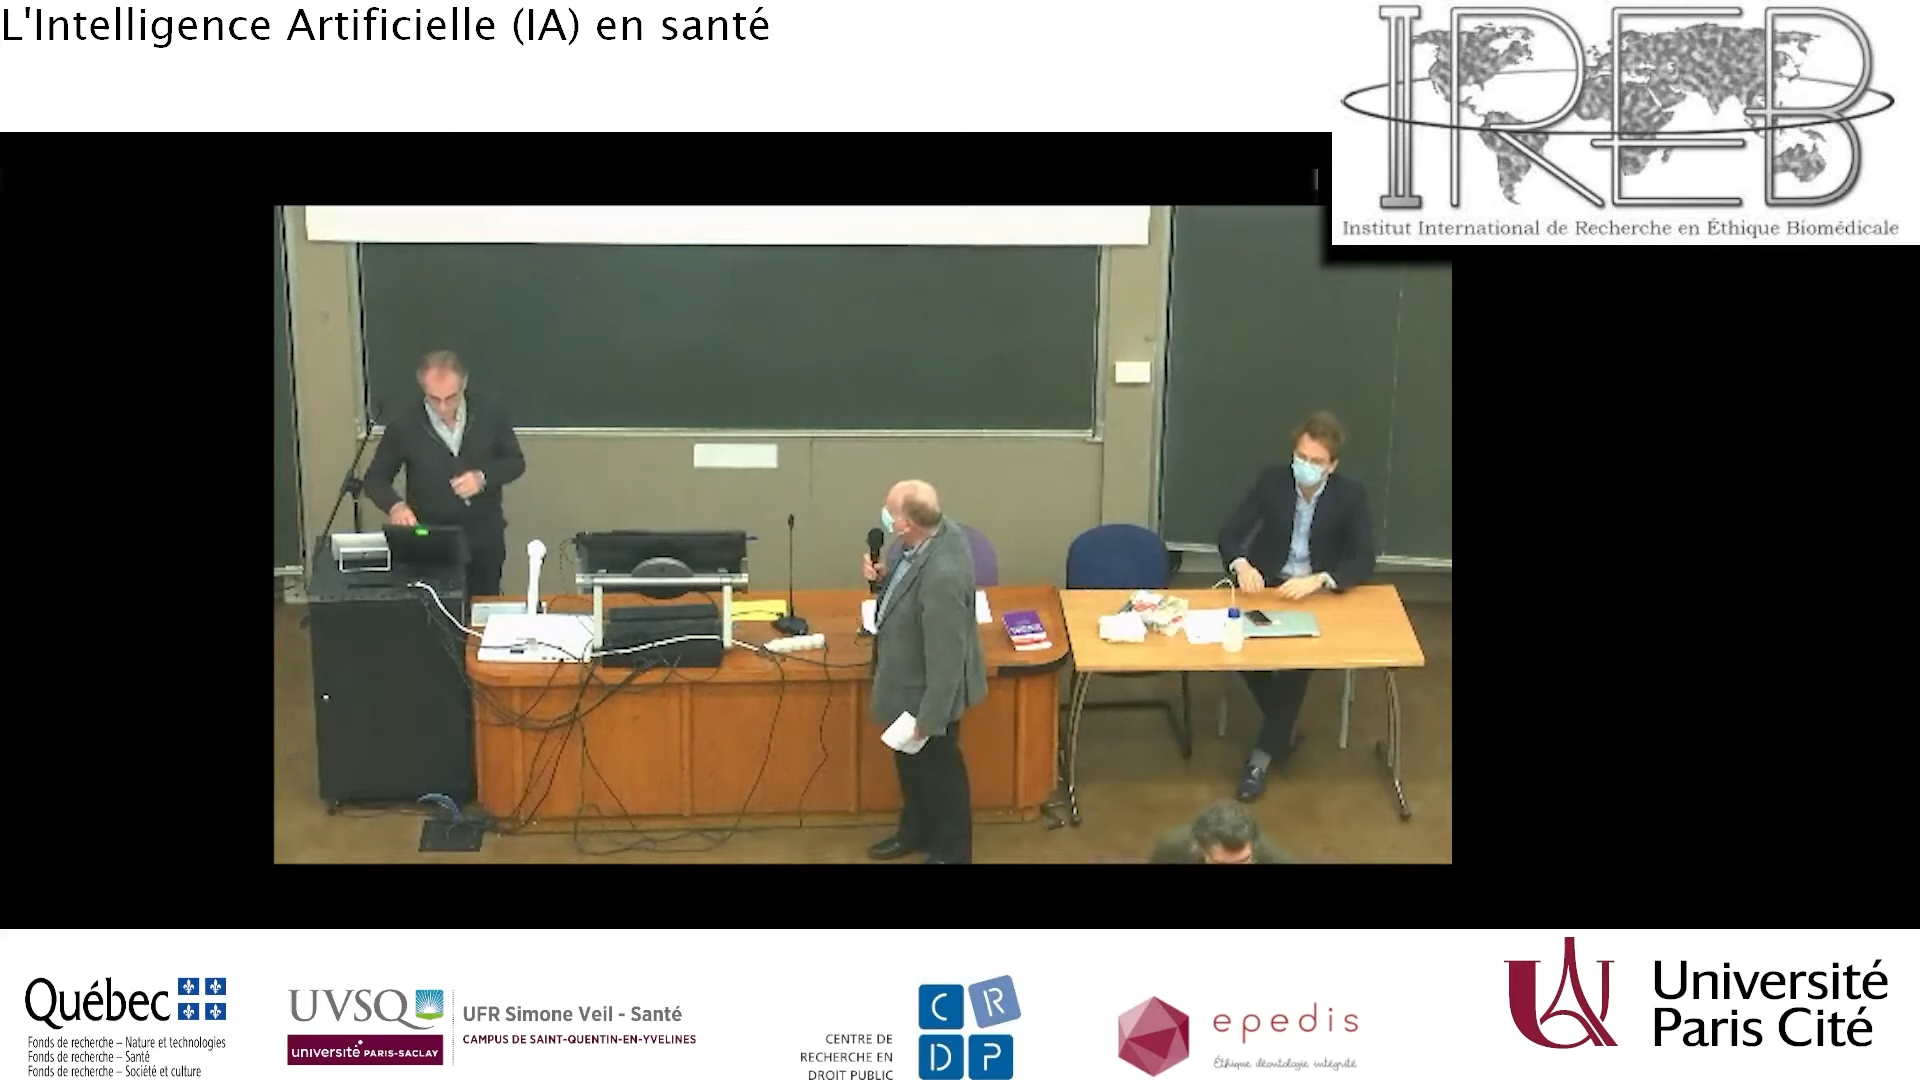 L'Intelligence Artificielle (IA) en santé
IREB
Institut International de Recherche en Éthique Biomédicale
Québec
Fonds de recherche – Nature et technologies
Fonds de recherche – Santé
Fonds de recherche – Société et culture
UVSQ
université PARIS-SACLAY
UFR Simone Veil - Santé
CAMPUS DE SAINT-QUENTIN-EN-YVELINES
CENTRE DE
RECHERCHE EN
DROIT PUBLIC
C R
D P
epedis
Éthique déontologie intégrité
Université
Paris Cité